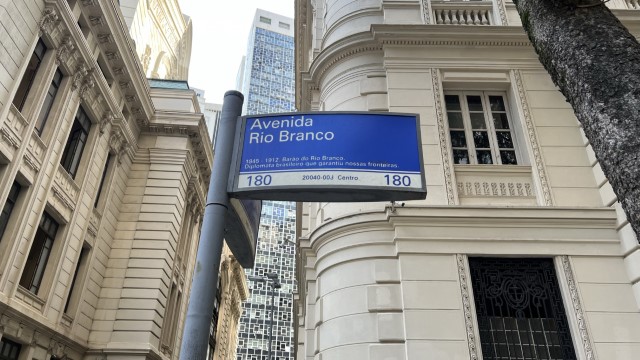 Avenida
Rio Branco
1845 - 1912. Barão do Rio Branco.
Diplomata brasileiro que garantiu nossas fronteiras.
180 20040-003 Centro. 180